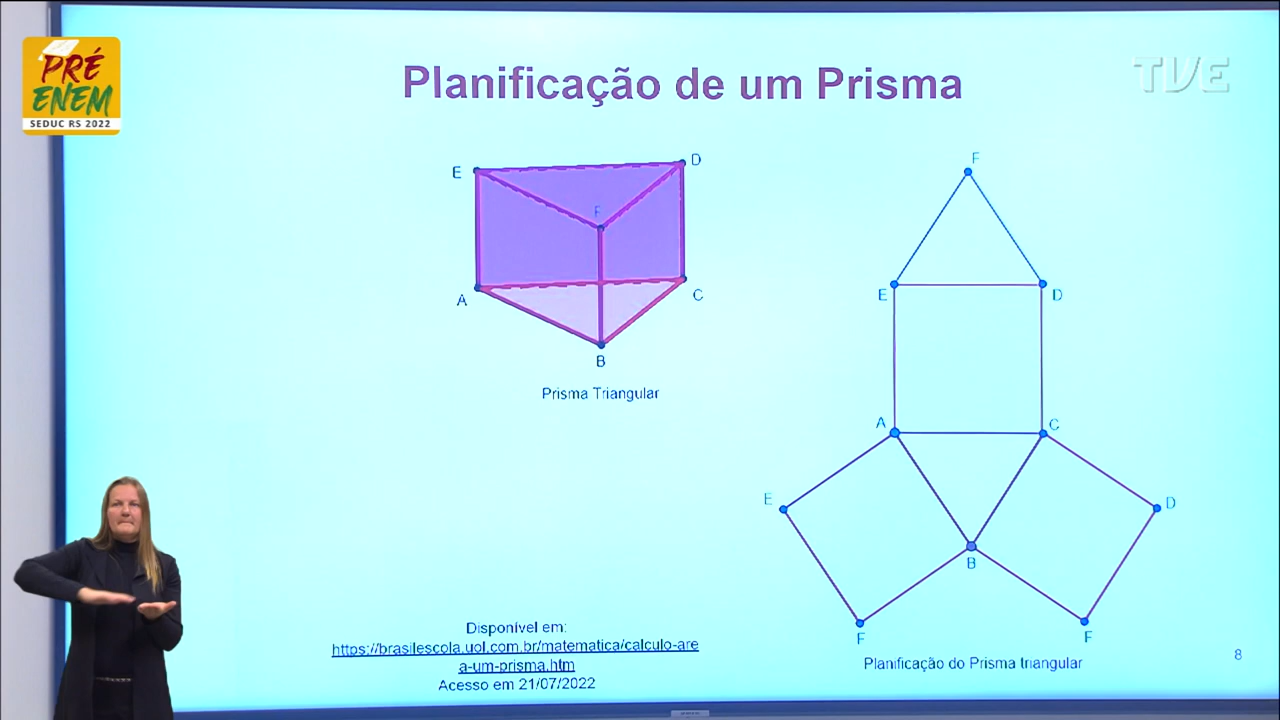 PRÉ
ENEM
SEDUC RS 2022
Planificação de um Prisma
TVE
E
D
F
A
C
B
Prisma Triangular
F
E
D
A
C
E
D
B
F
F
Planificação do Prisma triangular
Disponível em:
https://brasilescola.uol.com.br/matematica/calculo-are
a-um-prisma.htm
Acesso em 21/07/2022
8